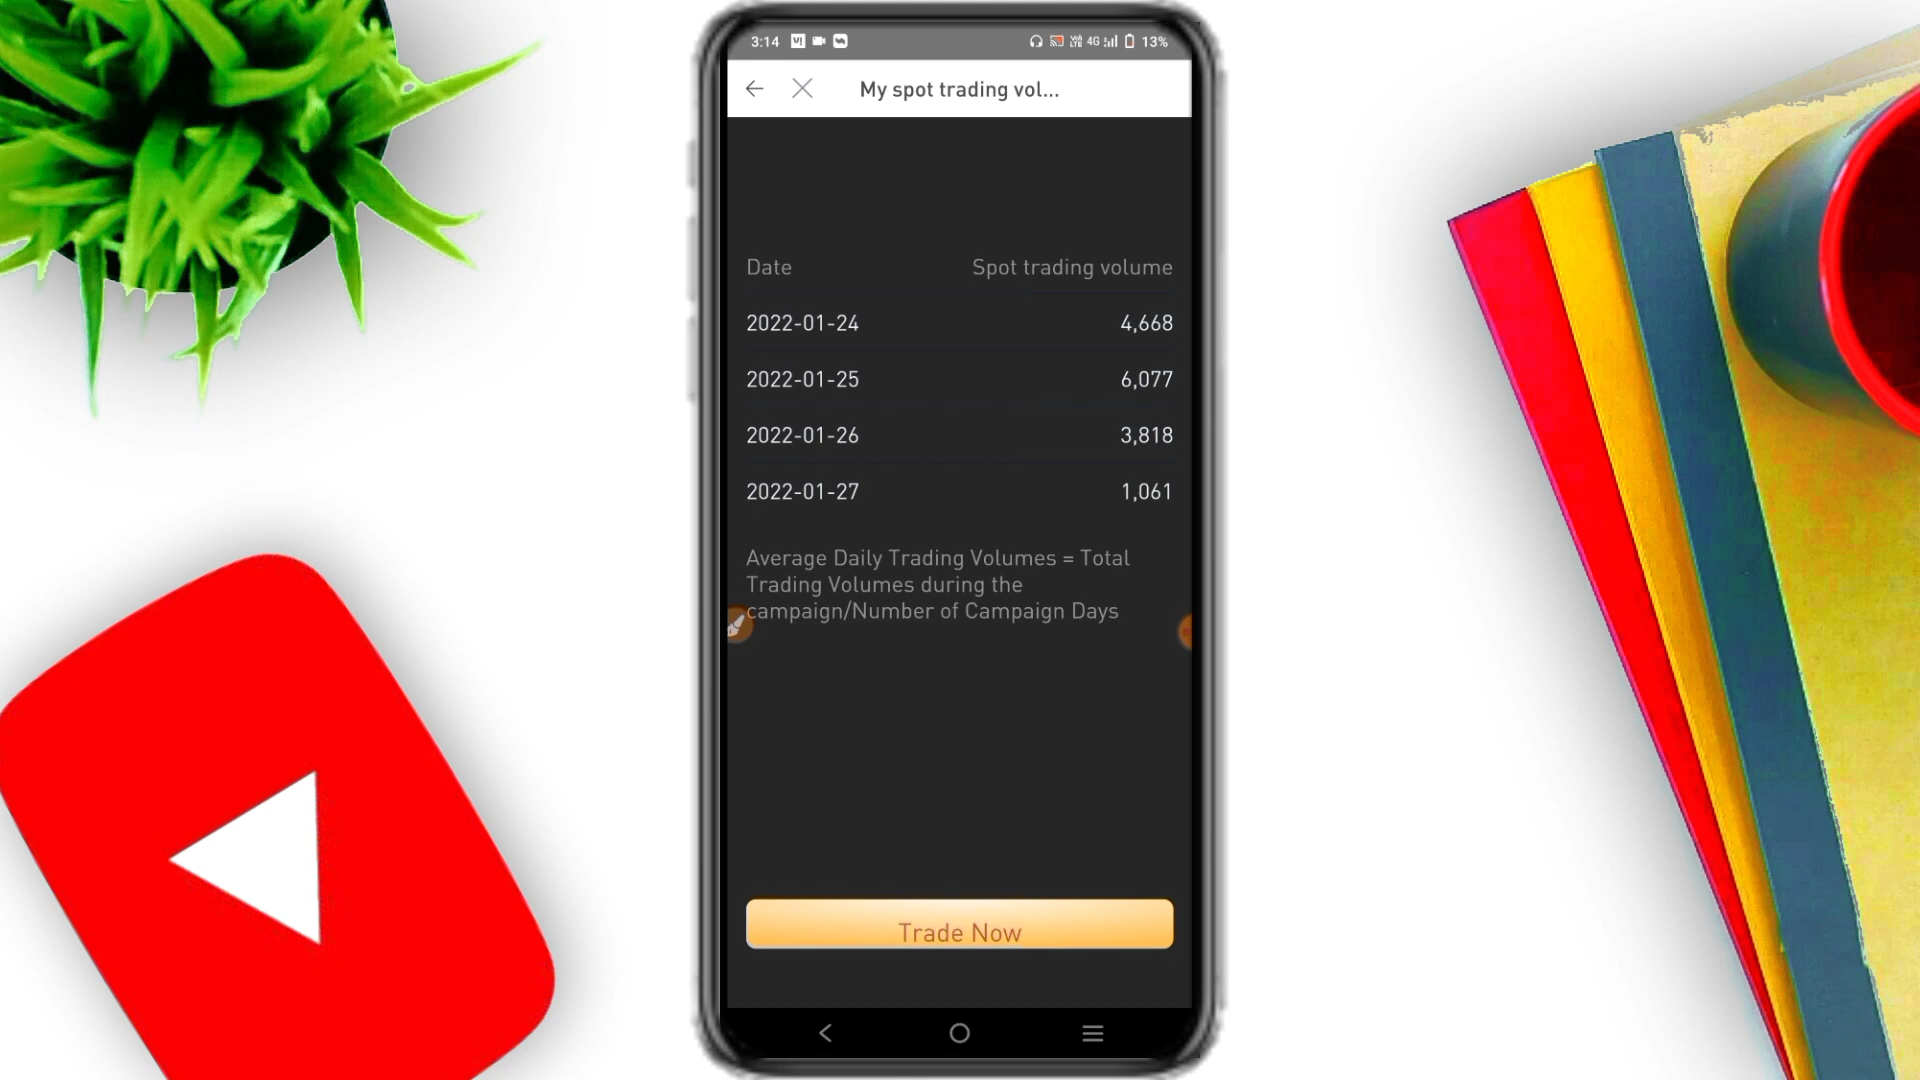 3:14 4G 13%
My spot trading vol...
Date Spot trading volume
2022-01-24 4,668
2022-01-25 6,077
2022-01-26 3,818
2022-01-27 1,061
Average Daily Trading Volumes = Total
Trading Volumes during the
campaign/Number of Campaign Days
Trade Now